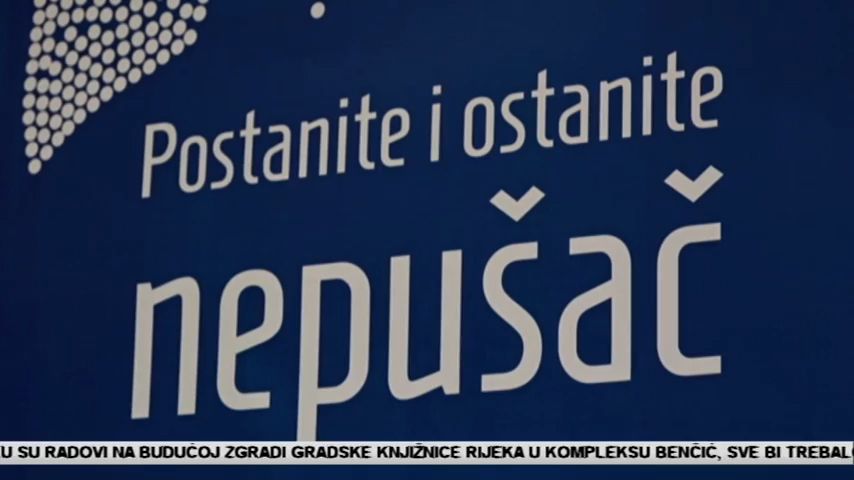 Postanite i ostanite
nepušač
SU RADOVI NA BUDUĆOJ ZGRADI GRADSKE KNJIŽNICE RIJEKA U KOMPLEKSU BENČIĆ, SVE BI